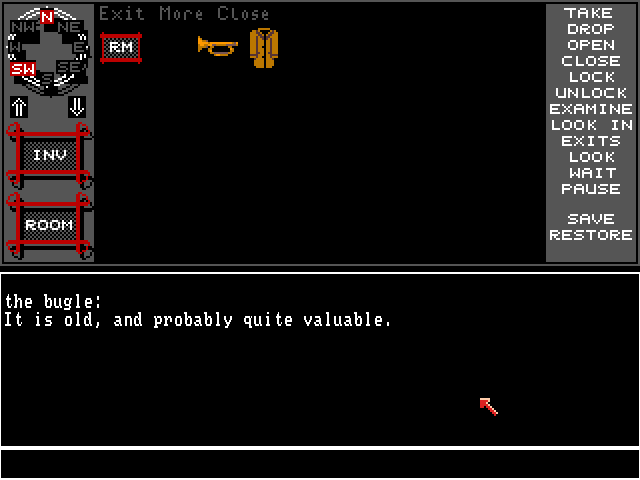 N
NW NE
W E
SW SE
S
INV
ROOM
Exit More Close
RM
TAKE
DROP
OPEN
CLOSE
LOCK
UNLOCK
EXAMINE
LOOK IN
EXITS
LOOK
WAIT
PAUSE
SAVE
RESTORE
the bugle:
It is old, and probably quite valuable.